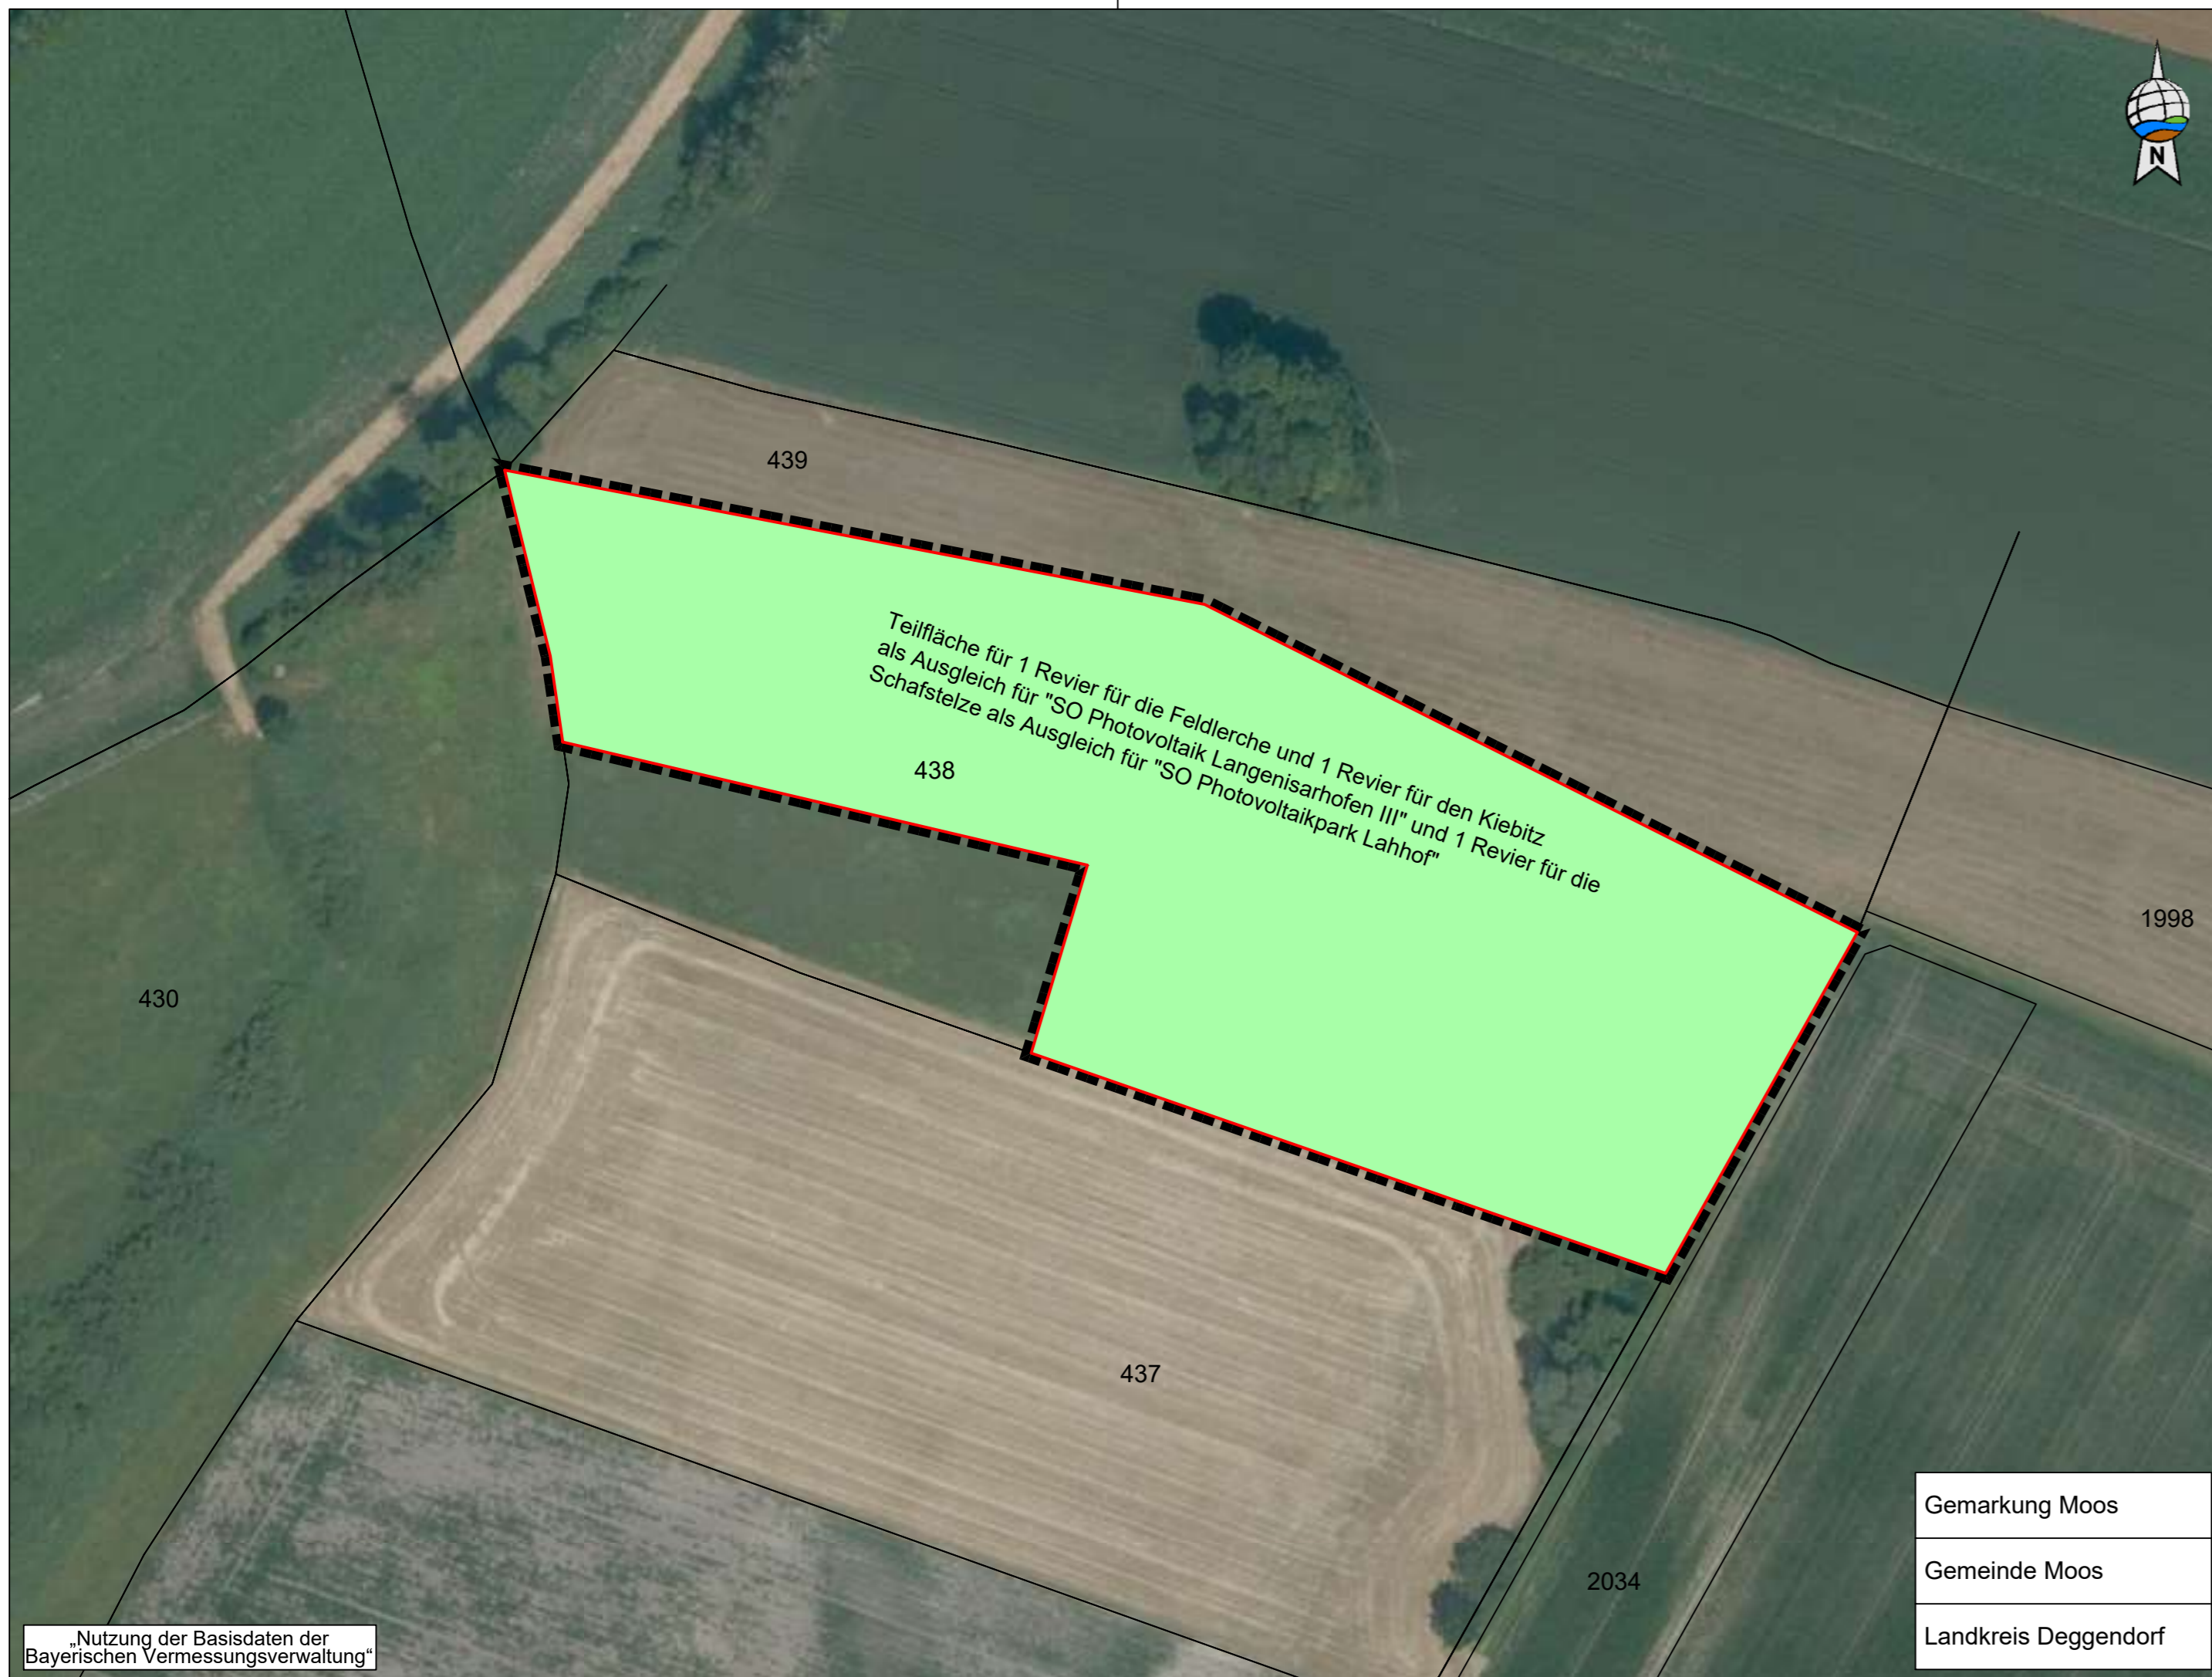 N
439
Teilfläche für 1 Revier für die Feldlerche und 1 Revier für den Kiebitz
als Ausgleich für "SO Photovoltaik Langenisarhofen III" und 1 Revier für die
Schafstelze als Ausgleich für "SO Photovoltaikpark Lahhof"
438
1998
430
437
2034
Gemarkung Moos
Gemeinde Moos
Landkreis Deggendorf
„Nutzung der Basisdaten der
Bayerischen Vermessungsverwaltung“